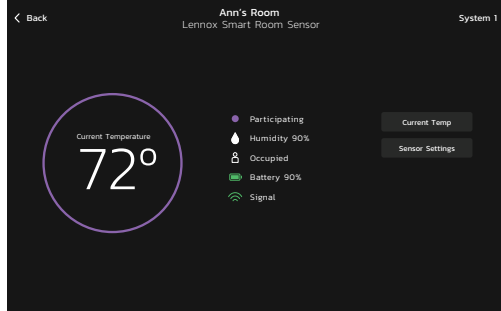 Back
Ann's Room
Lennox Smart Room Sensor
System 1
Current Temperature
72°
Participating
Humidity 90%
Occupied
Battery 90%
Signal
Current Temp
Sensor Settings